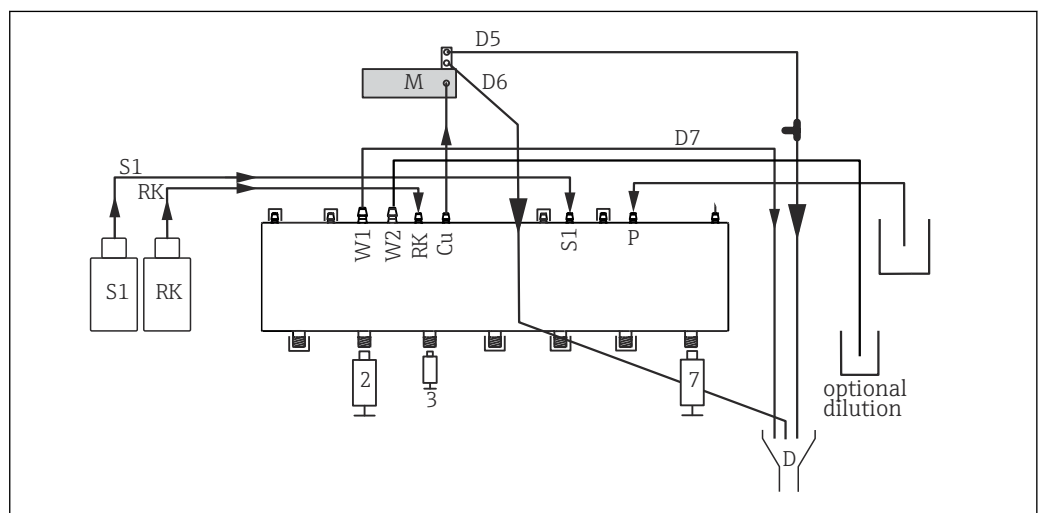 D5
M
D6
D7
S1
RK
W1
W2
RK
Cu
S1
P
S1
RK
2
3
7
optional
dilution
D